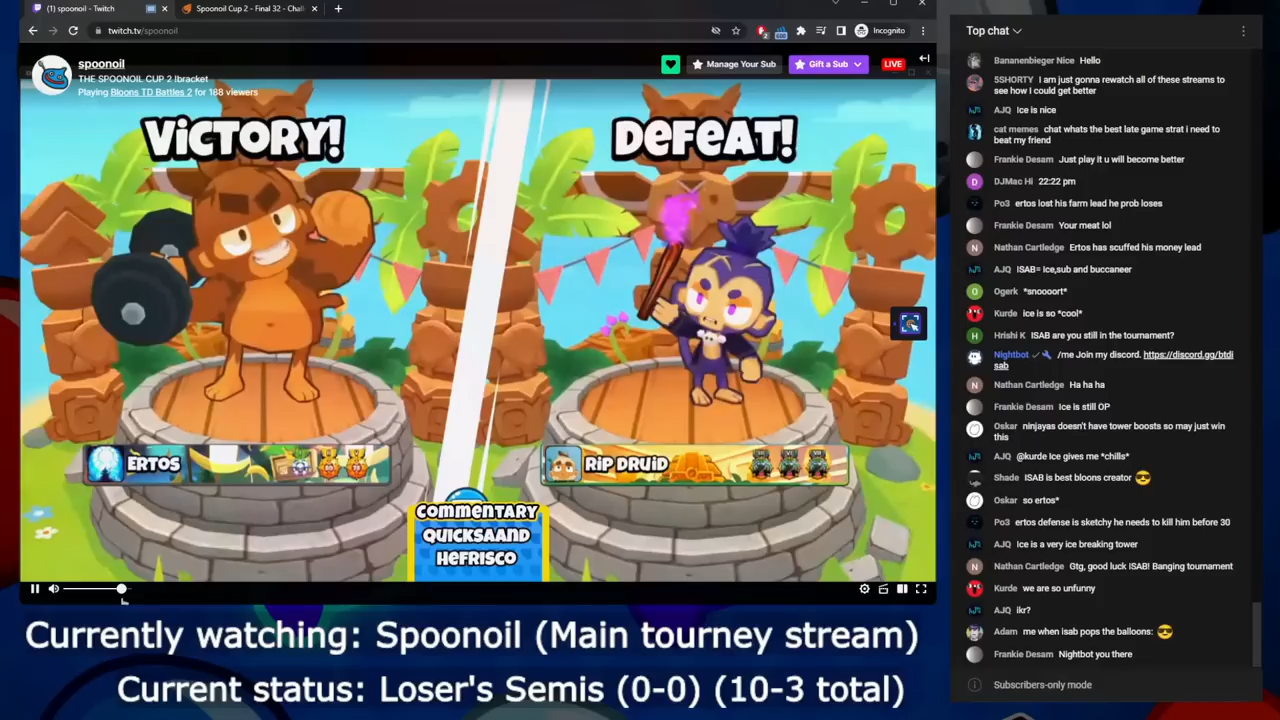 (1) spoonoil - Twitch
Spoonoil Cup 2 - Final 32 - Chall
twitch.tv/spoonoil
Incognito
spoonoil
THE SPOONOIL CUP 2 !bracket
Playing Bloons TD Battles 2 for 188 viewers
Manage Your Sub
Gift a Sub
LIVE
VICTORY!
DEFEAT!
ERTOS
RIP DRUID
COMMENTARY
QUICKSAAND
HEFRISCO
Currently watching: Spoonoil (Main tourney stream)
Current status: Loser's Semis (0-0) (10-3 total)
Top chat
Bananenbieger Nice Hello
5SHORTY I am just gonna rewatch all of these streams to
see how I could get better
AJQ Ice is nice
cat memes chat whats the best late game strat i need to
beat my friend
Frankie Desam Just play it u will become better
DJMac Hi 22:22 pm
Po3 ertos lost his farm lead he prob loses
Frankie Desam Your meat lol
Nathan Cartledge Ertos has scuffed his money lead
AJQ ISAB= Ice,sub and buccaneer
Ogerk *snoooort*
Kurde ice is so *cool*
Hrishi K ISAB are you still in the tournament?
Nightbot /me Join my discord. https://discord.gg/btdi
sab
Nathan Cartledge Ha ha ha
Frankie Desam Ice is still OP
Oskar ninjayas doesn't have tower boosts so may just win
this
AJQ @kurde Ice gives me *chills*
Shade ISAB is best bloons creator
Oskar so ertos*
Po3 ertos defense is sketchy he needs to kill him before 30
AJQ Ice is a very ice breaking tower
Nathan Cartledge Gtg, good luck ISAB! Banging tournament
Kurde we are so unfunny
AJQ ikr?
Adam me when isab pops the balloons:
Frankie Desam Nightbot you there
Subscribers-only mode